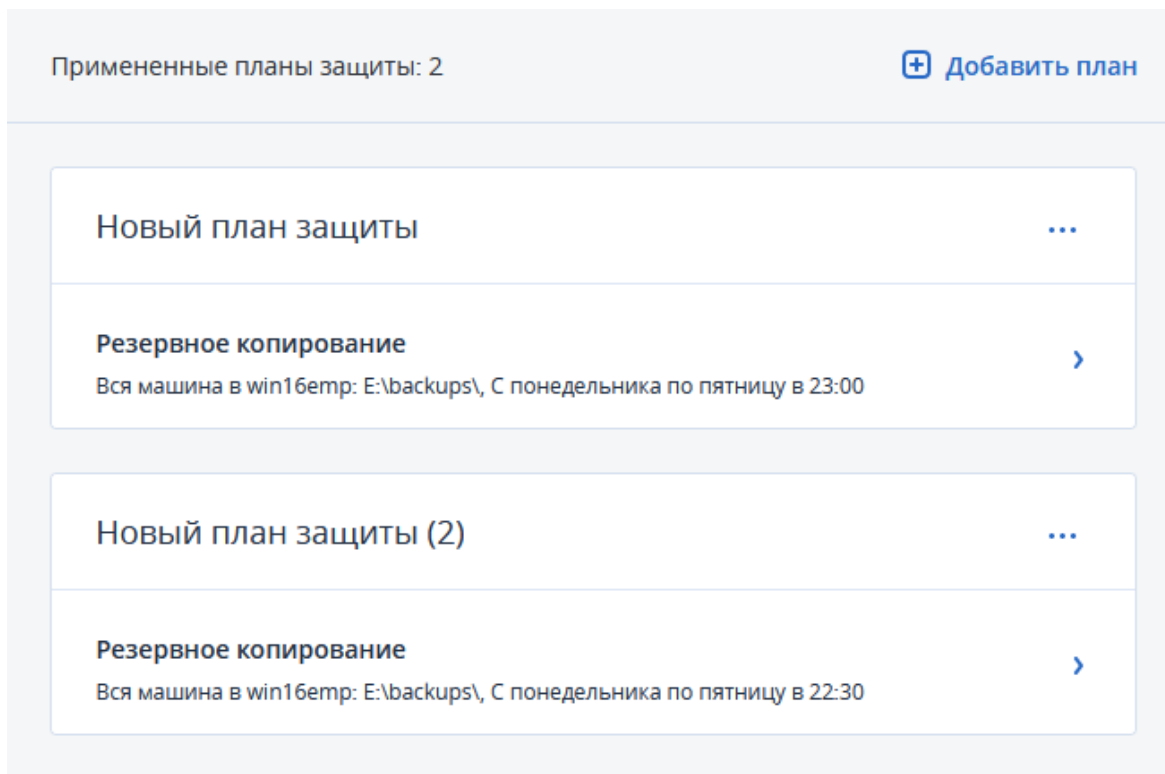 Примененные планы защиты: 2
Добавить план
Новый план защиты
Резервное копирование
Вся машина в win16emp: E:\backups\, С понедельника по пятницу в 23:00
Новый план защиты (2)
Резервное копирование
Вся машина в win16emp: E:\backups\, С понедельника по пятницу в 22:30